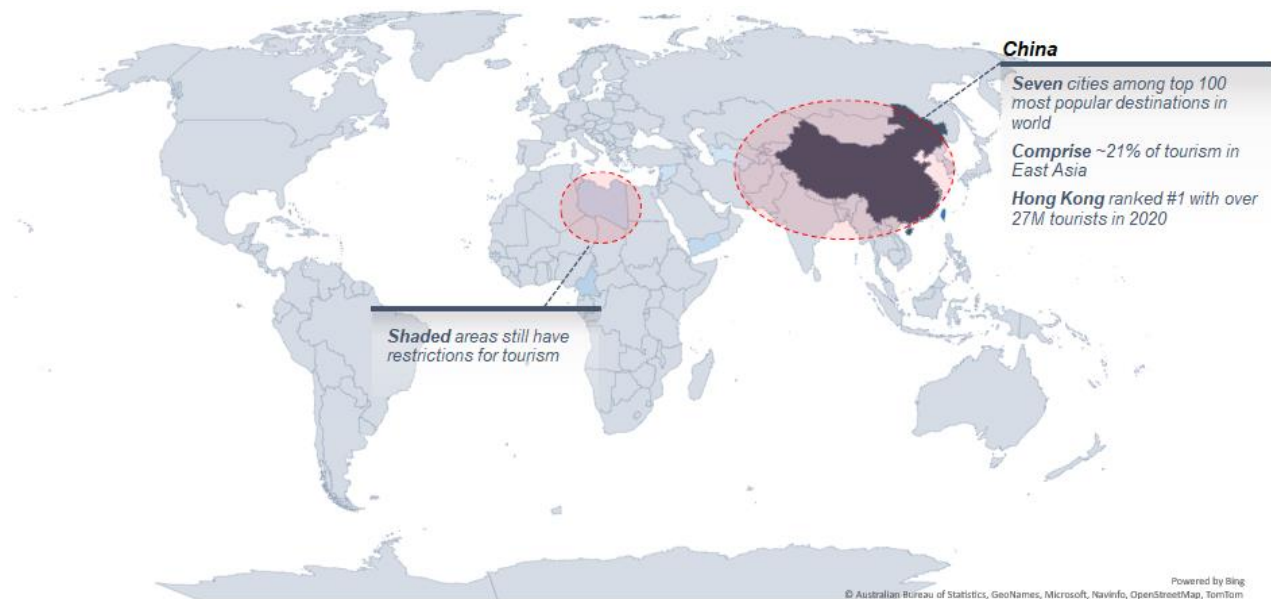 China
Seven cities among top 100
most popular destinations in
world
Comprise ~21% of tourism in
East Asia
Hong Kong ranked #1 with over
27M tourists in 2020
Shaded areas still have
restrictions for tourism
Powered by Bing
© Australian Bureau of Statistics, GeoNames, Microsoft, Navinfo, OpenStreetMap, TomTom